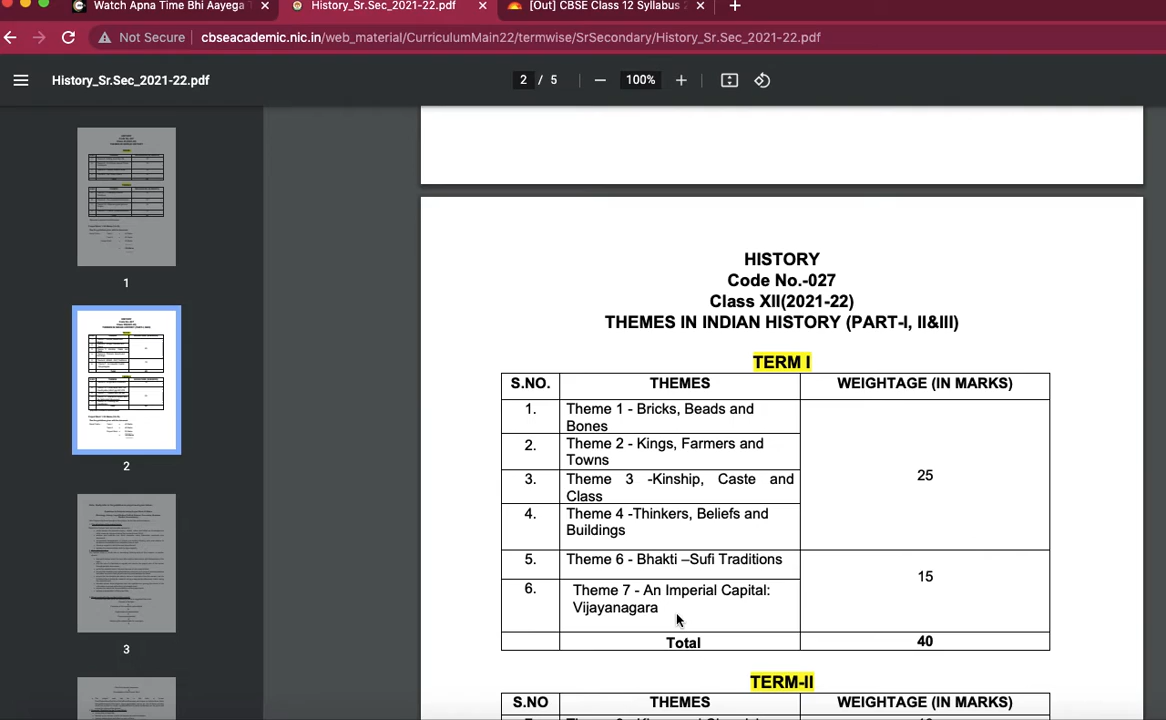 Watch Apna Time Bhi Aayega
History_Sr.Sec_2021-22.pdf
[Out] CBSE Class 12 Syllabus
Not Secure
cbseacademic.nic.in/web_material/CurriculumMain22/termwise/SrSecondary/History_Sr.Sec_2021-22.pdf
History_Sr.Sec_2021-22.pdf
2 / 5
100%
1
2
3
HISTORY
Code No.-027
Class XII(2021-22)
THEMES IN INDIAN HISTORY (PART-I, II&III)
TERM I
S.NO. THEMES WEIGHTAGE (IN MARKS)
1. Theme 1 - Bricks, Beads and
Bones
2. Theme 2 - Kings, Farmers and
Towns
3. Theme 3 -Kinship, Caste and
Class
25
4. Theme 4 -Thinkers, Beliefs and
Buildings
5. Theme 6 - Bhakti –Sufi Traditions
15
6. Theme 7 - An Imperial Capital:
Vijayanagara
Total 40
TERM-II
S.NO THEMES WEIGHTAGE (IN MARKS)